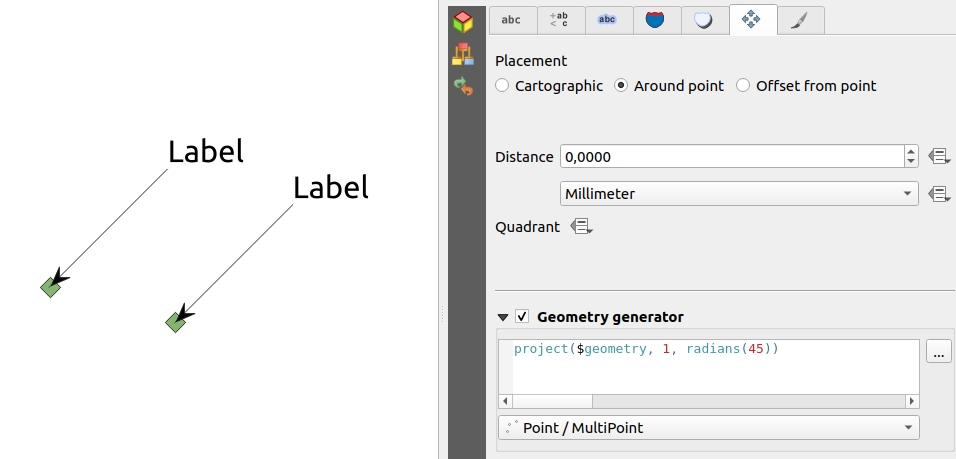 Label
Label
abc
+ab
< c
abc
Placement
Cartographic Around point Offset from point
Distance 0,0000
Millimeter
Quadrant
Geometry generator
project($geometry, 1, radians(45))
...
Point / MultiPoint